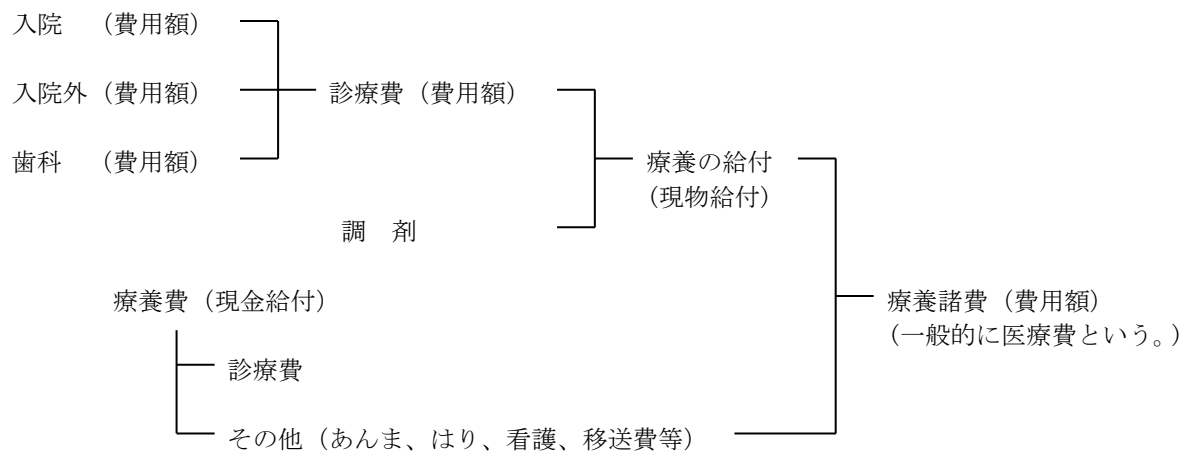 入院　（費用額）
入院外（費用額）
診療費（費用額）
歯科　（費用額）
療養の給付
（現物給付）
調　剤
療養費（現金給付）
療養諸費（費用額）
（一般的に医療費という。）
診療費
その他（あんま、はり、看護、移送費等）